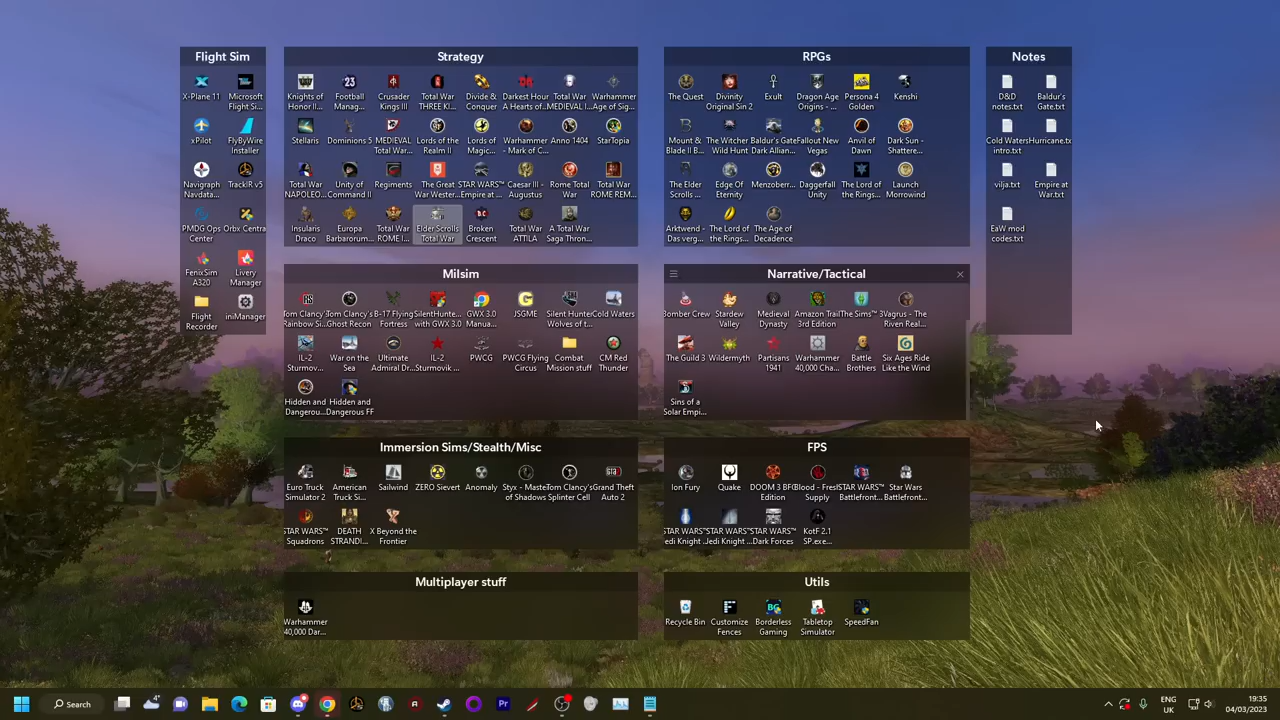 Flight Sim
X-Plane 11
Microsoft
Flight Si...
xPilot
FlyByWire
Installer
Navigraph
Navdata...
TrackIR v5
PMDG Ops
Center
Orbx Central
FenixSim
A320
Livery
Manager
Flight
Recorder
iniManager
Strategy
Knights of
Honor II...
Football
Manag...
Crusader
Kings III
Total War
THREE KI...
Divide &
Conquer
Darkest Hour
A Hearts of...
Total War
MEDIEVAL I...
Warhammer
Age of Sig...
Stellaris
Dominions 5
MEDIEVAL
Total War...
Lords of the
Realm II
Lords of
Magic...
Warhammer
- Mark of C...
Anno 1404
StarTopia
Total War
NAPOLEO...
Unity of
Command II
Regiments
The Great
War Wester...
STAR WARS™
Empire at ...
Caesar III -
Augustus
Rome Total
War
Total War
ROME REM...
Insularis
Draco
Europa
Barbarorum...
Total War
ROME I...
Elder Scrolls
Total War
Broken
Crescent
Total War
ATTILA
A Total War
Saga Thron...
RPGs
The Quest
Divinity
Original Sin 2
Exult
Dragon Age
Origins - ...
Persona 4
Golden
Kenshi
Mount &
Blade II B...
The Witcher
Wild Hunt
Baldur's Gate
Dark Allian...
Fallout New
Vegas
Anvil of
Dawn
Dark Sun -
Shattere...
The Elder
Scrolls ...
Edge Of
Eternity
Menzoberr...
Daggerfall
Unity
The Lord of
the Rings...
Launch
Morrowind
Arktwend -
Das verg...
The Lord of
the Rings...
The Age of
Decadence
Notes
D&D
notes.txt
Baldur's
Gate.txt
Cold Waters
intro.txt
Hurricane.txt
vilja.txt
Empire at
War.txt
EaW mod
codes.txt
Milsim
Tom Clancy's
Rainbow Si...
Tom Clancy's
Ghost Recon
B-17 Flying
Fortress
SilentHunte...
with GWX 3.0
GWX 3.0
Manua...
JSGME
Silent Hunter
Wolves of t...
Cold Waters
IL-2
Sturmov...
War on the
Sea
Ultimate
Admiral Dr...
IL-2
Sturmovik ...
PWCG
PWCG Flying
Circus
Combat
Mission stuff
CM Red
Thunder
Hidden and
Dangerou...
Hidden and
Dangerous FF
Narrative/Tactical
Bomber Crew
Stardew
Valley
Medieval
Dynasty
Amazon Trail
3rd Edition
The Sims™ 3
Vagrus - The
Riven Real...
The Guild 3
Wildermyth
Partisans
1941
Warhammer
40,000 Cha...
Battle
Brothers
Six Ages Ride
Like the Wind
Sins of a
Solar Empi...
Immersion Sims/Stealth/Misc
Euro Truck
Simulator 2
American
Truck Si...
Sailwind
ZERO Sievert
Anomaly
Styx - Master
of Shadows
Tom Clancy's
Splinter Cell
Grand Theft
Auto 2
STAR WARS™
Squadrons
DEATH
STRANDI...
X Beyond the
Frontier
FPS
Ion Fury
Quake
DOOM 3 BFG
Edition
Blood - Fresh
Supply
STAR WARS™
Battlefront...
Star Wars
Battlefront...
STAR WARS™
Jedi Knight ...
STAR WARS™
Jedi Knight ...
STAR WARS™
Dark Forces
KotF 2.1
SP.exe...
Multiplayer stuff
Warhammer
40,000 Dar...
Utils
Recycle Bin
Customize
Fences
Borderless
Gaming
Tabletop
Simulator
SpeedFan
Search
4°
Pr
ENG
UK
19:35
04/03/2023